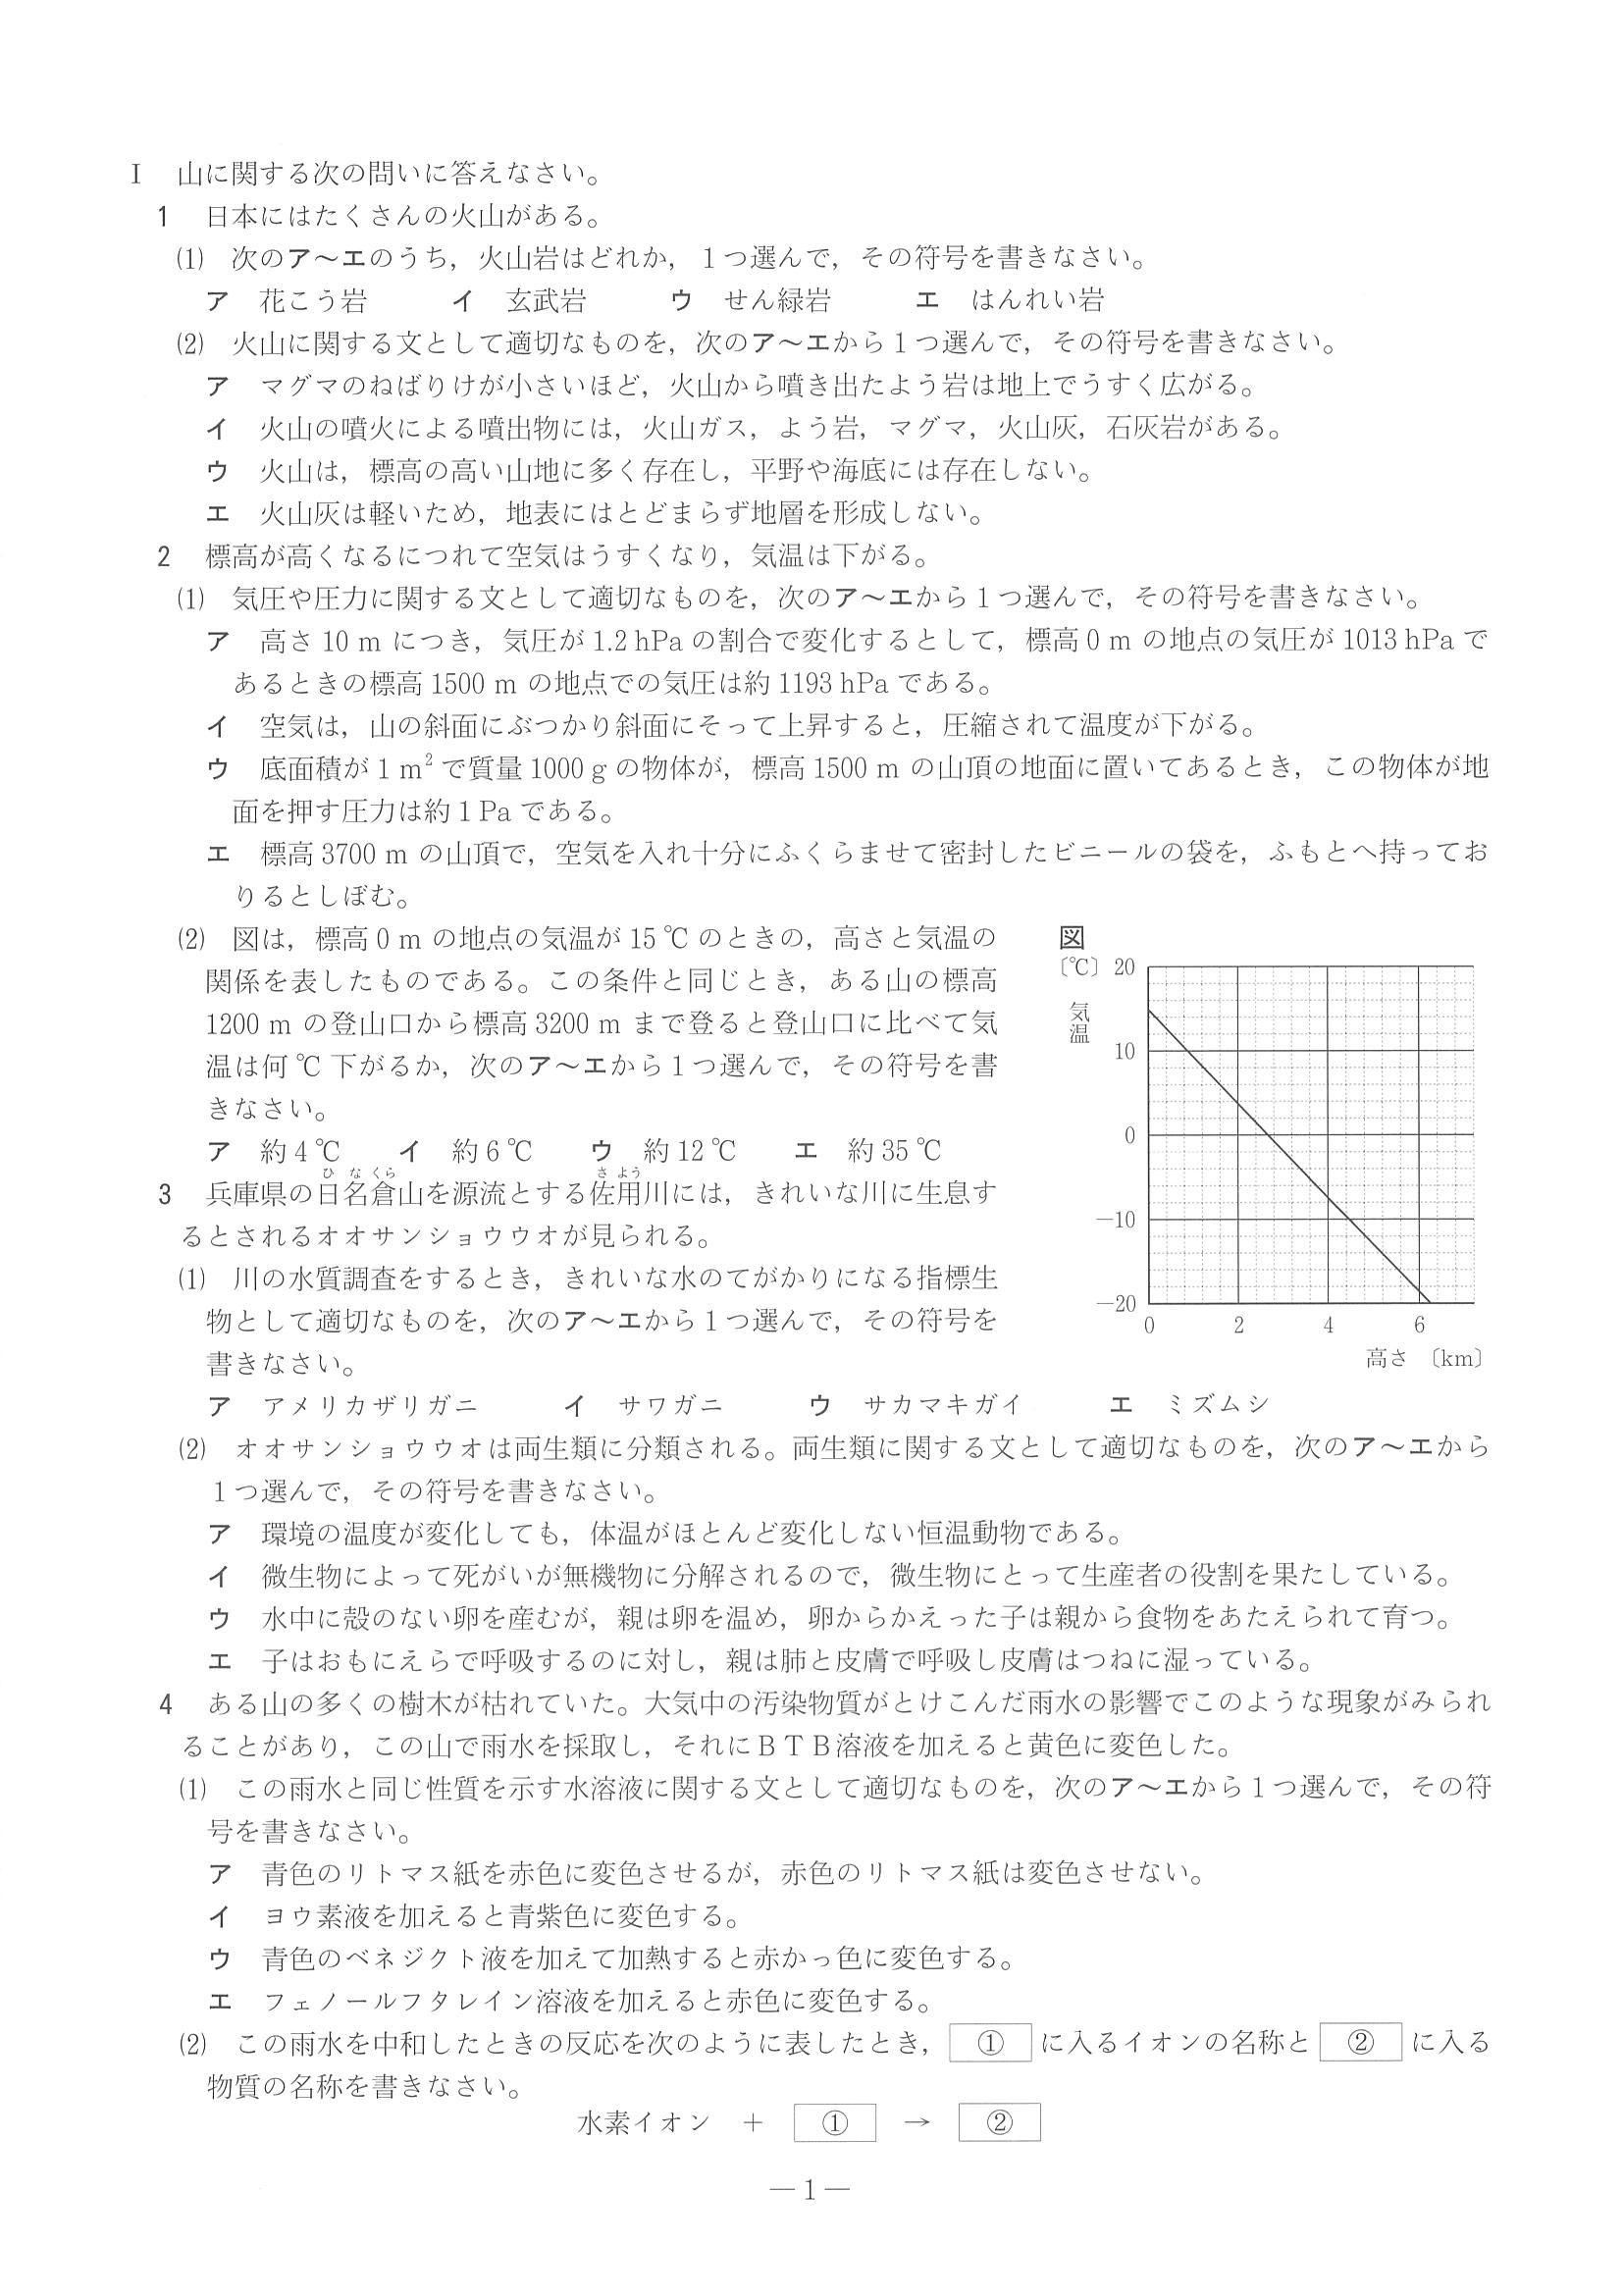 Ⅰ　山に関する次の問いに答えなさい。
1　日本にはたくさんの火山がある。
⑴　次のア～エのうち，火山岩はどれか，１つ選んで，その符号を書きなさい。
ア　花こう岩　　　イ　玄武岩　　　ウ　せん緑岩　　　エ　はんれい岩
⑵　火山に関する文として適切なものを，次のア～エから１つ選んで，その符号を書きなさい。
ア　マグマのねばりけが小さいほど，火山から噴き出たよう岩は地上でうすく広がる。
イ　火山の噴火による噴出物には，火山ガス，よう岩，マグマ，火山灰，石灰岩がある。
ウ　火山は，標高の高い山地に多く存在し，平野や海底には存在しない。
エ　火山灰は軽いため，地表にはとどまらず地層を形成しない。
2　標高が高くなるにつれて空気はうすくなり，気温は下がる。
⑴　気圧や圧力に関する文として適切なものを，次のア～エから１つ選んで，その符号を書きなさい。
ア　高さ 10 m につき，気圧が 1.2 hPa の割合で変化するとして，標高 0 m の地点の気圧が 1013 hPa で
あるときの標高 1500 m の地点での気圧は約 1193 hPa である。
イ　空気は，山の斜面にぶつかり斜面にそって上昇すると，圧縮されて温度が下がる。
ウ　底面積が 1 m² で質量 1000 g の物体が，標高 1500 m の山頂の地面に置いてあるとき，この物体が地
面を押す圧力は約 1 Pa である。
エ　標高 3700 m の山頂で，空気を入れ十分にふくらませて密封したビニールの袋を，ふもとへ持ってお
りるとしぼむ。
⑵　図は，標高 0 m の地点の気温が 15 ℃ のときの，高さと気温の
関係を表したものである。この条件と同じとき，ある山の標高
1200 m の登山口から標高 3200 m まで登ると登山口に比べて気
温は何 ℃ 下がるか，次のア～エから１つ選んで，その符号を書
きなさい。
ア　約 4 ℃　　イ　約 6 ℃　　ウ　約 12 ℃　　エ　約 35 ℃
図
〔℃〕 20
気温
10
0
－10
－20
0　2　4　6
高さ　〔km〕
ひ な くら　さ よう
3　兵庫県の日名倉山を源流とする佐用川には，きれいな川に生息す
るとされるオオサンショウウオが見られる。
⑴　川の水質調査をするとき，きれいな水のてがかりになる指標生
物として適切なものを，次のア～エから１つ選んで，その符号を
書きなさい。
ア　アメリカザリガニ　　　イ　サワガニ　　　ウ　サカマキガイ　　　エ　ミズムシ
⑵　オオサンショウウオは両生類に分類される。両生類に関する文として適切なものを，次のア～エから
１つ選んで，その符号を書きなさい。
ア　環境の温度が変化しても，体温がほとんど変化しない恒温動物である。
イ　微生物によって死がいが無機物に分解されるので，微生物にとって生産者の役割を果たしている。
ウ　水中に殻のない卵を産むが，親は卵を温め，卵からかえった子は親から食物をあたえられて育つ。
エ　子はおもにえらで呼吸するのに対し，親は肺と皮膚で呼吸し皮膚はつねに湿っている。
4　ある山の多くの樹木が枯れていた。大気中の汚染物質がとけこんだ雨水の影響でこのような現象がみられ
ることがあり，この山で雨水を採取し，それにＢＴＢ溶液を加えると黄色に変色した。
⑴　この雨水と同じ性質を示す水溶液に関する文として適切なものを，次のア～エから１つ選んで，その符
号を書きなさい。
ア　青色のリトマス紙を赤色に変色させるが，赤色のリトマス紙は変色させない。
イ　ヨウ素液を加えると青紫色に変色する。
ウ　青色のベネジクト液を加えて加熱すると赤かっ色に変色する。
エ　フェノールフタレイン溶液を加えると赤色に変色する。
⑵　この雨水を中和したときの反応を次のように表したとき， ① に入るイオンの名称と ② に入る
物質の名称を書きなさい。
水素イオン　＋　①　→　②
― 1 ―